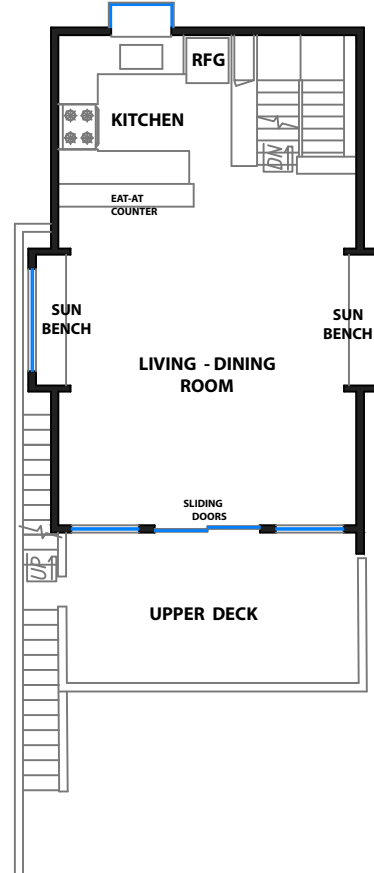 RFG
KITCHEN
DN
EAT-AT
COUNTER
SUN
BENCH
SUN
BENCH
LIVING - DINING
ROOM
SLIDING
DOORS
UP
UPPER DECK